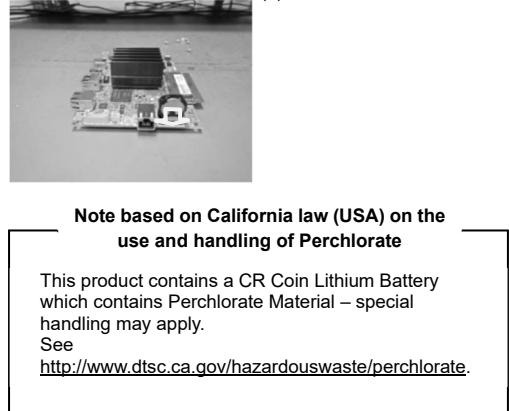 Note based on California law (USA) on the
use and handling of Perchlorate
This product contains a CR Coin Lithium Battery
which contains Perchlorate Material – special
handling may apply.
See
http://www.dtsc.ca.gov/hazardouswaste/perchlorate.